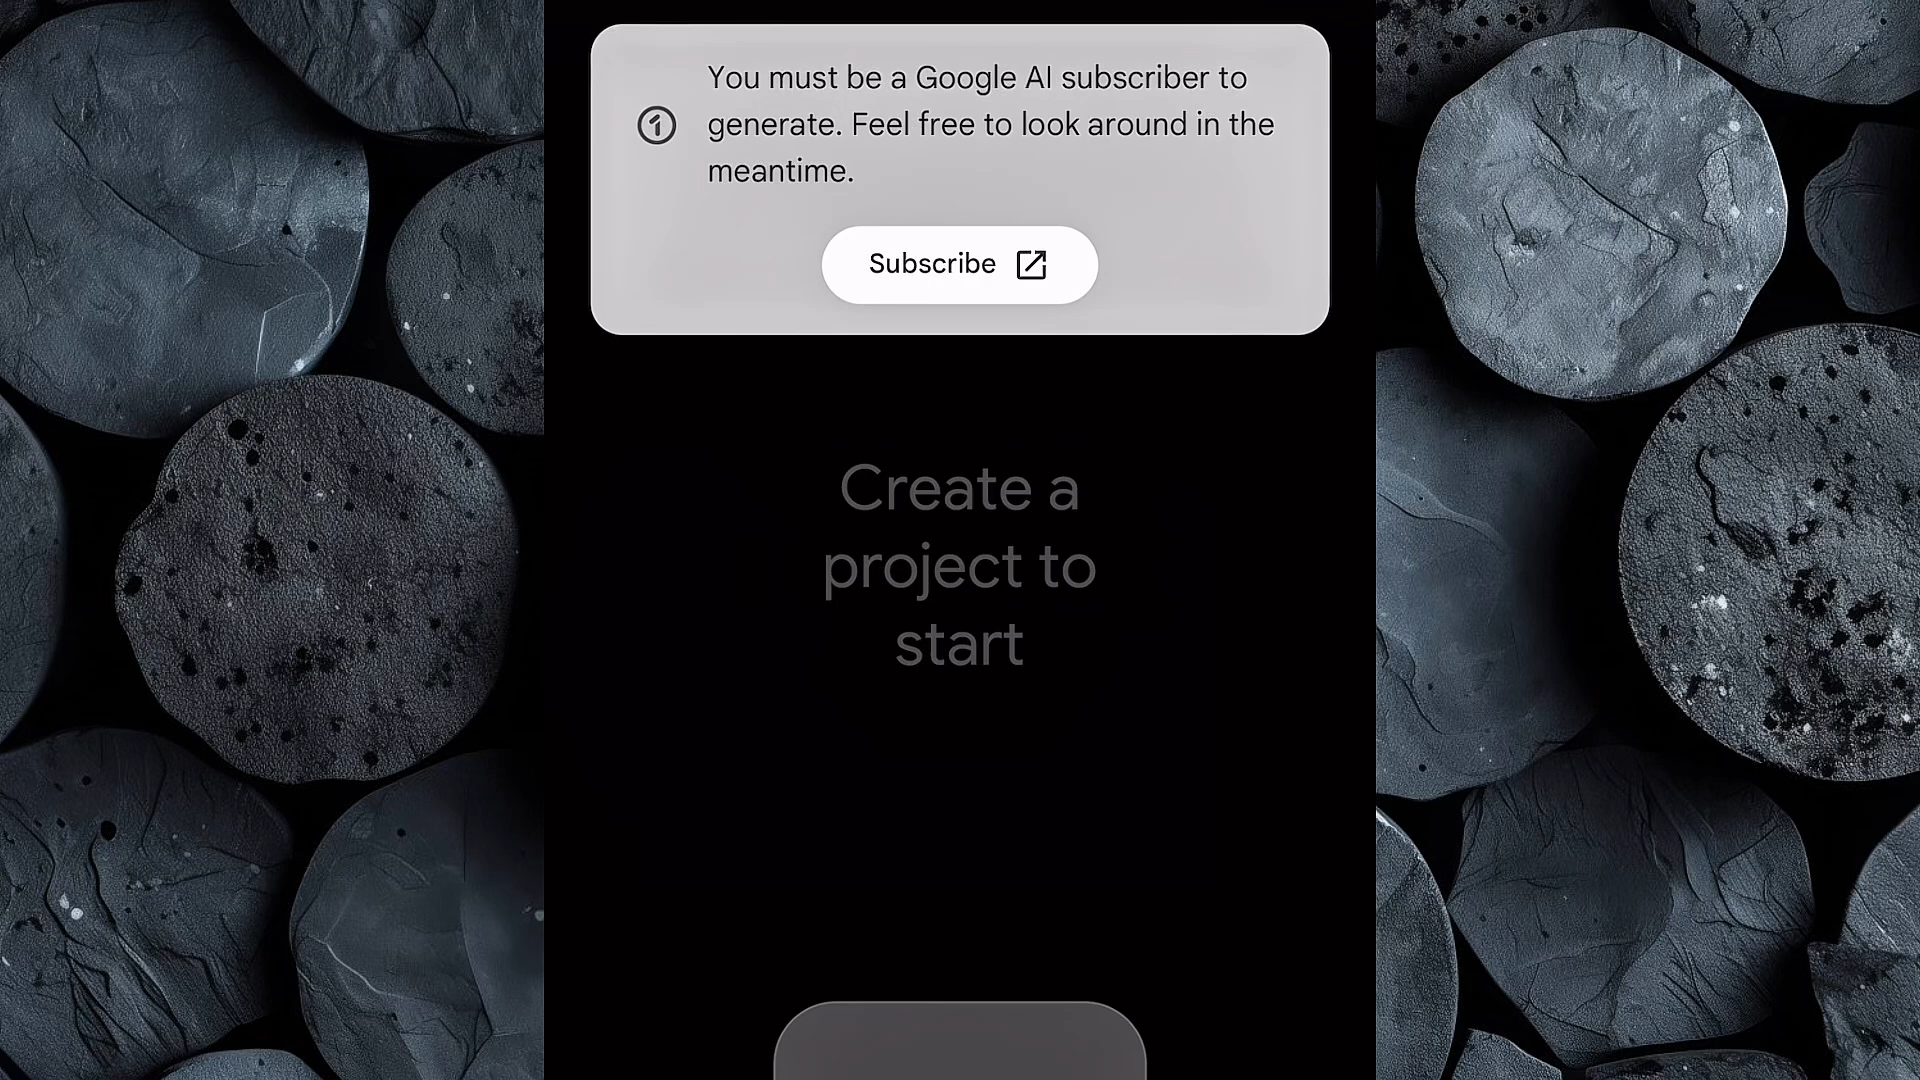 You must be a Google AI subscriber to
generate. Feel free to look around in the
meantime.
Subscribe
Create a
project to
start